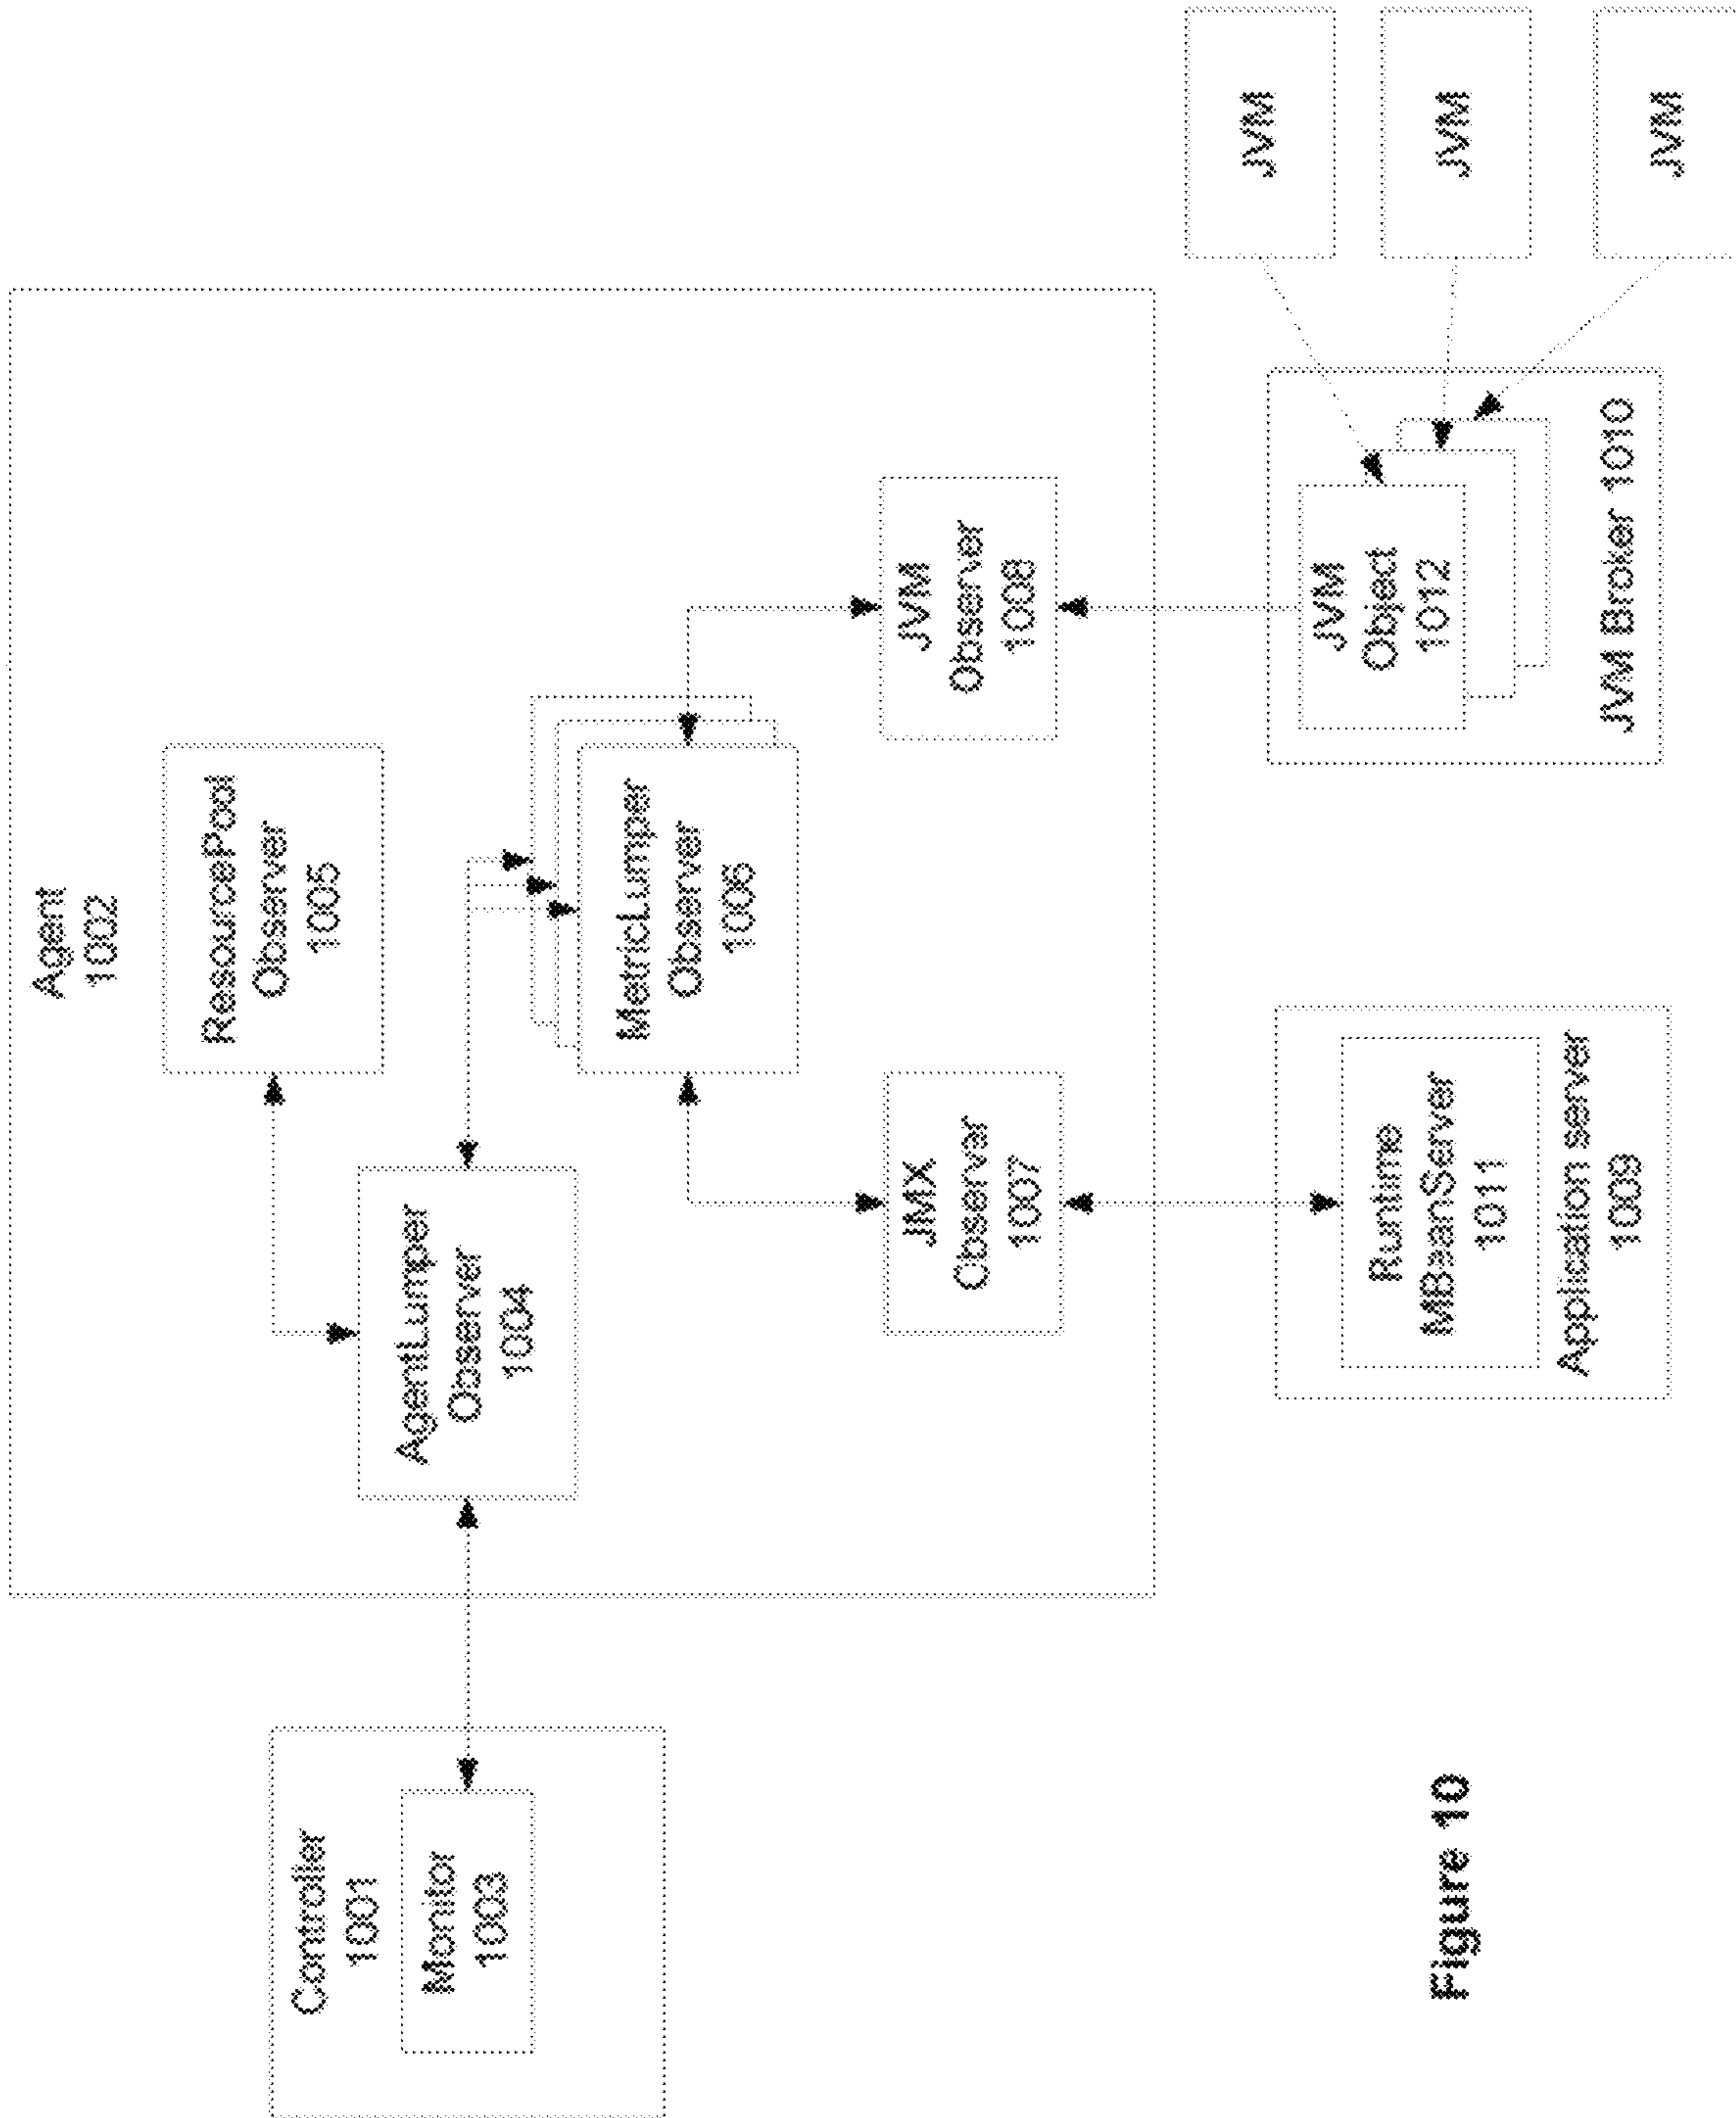 Agent
1002
ResourcePool
Observer
1005
Controller
1001
Monitor
1003
AgentLumper
Observer
1004
MetricLumper
Observer
1006
JMX
Observer
1007
JVM
Observer
1008
Runtime
MBeanServer
1011
Application server
1009
JVM
Object
1012
JVM Broker 1010
JVM
JVM
JVM
Figure 10